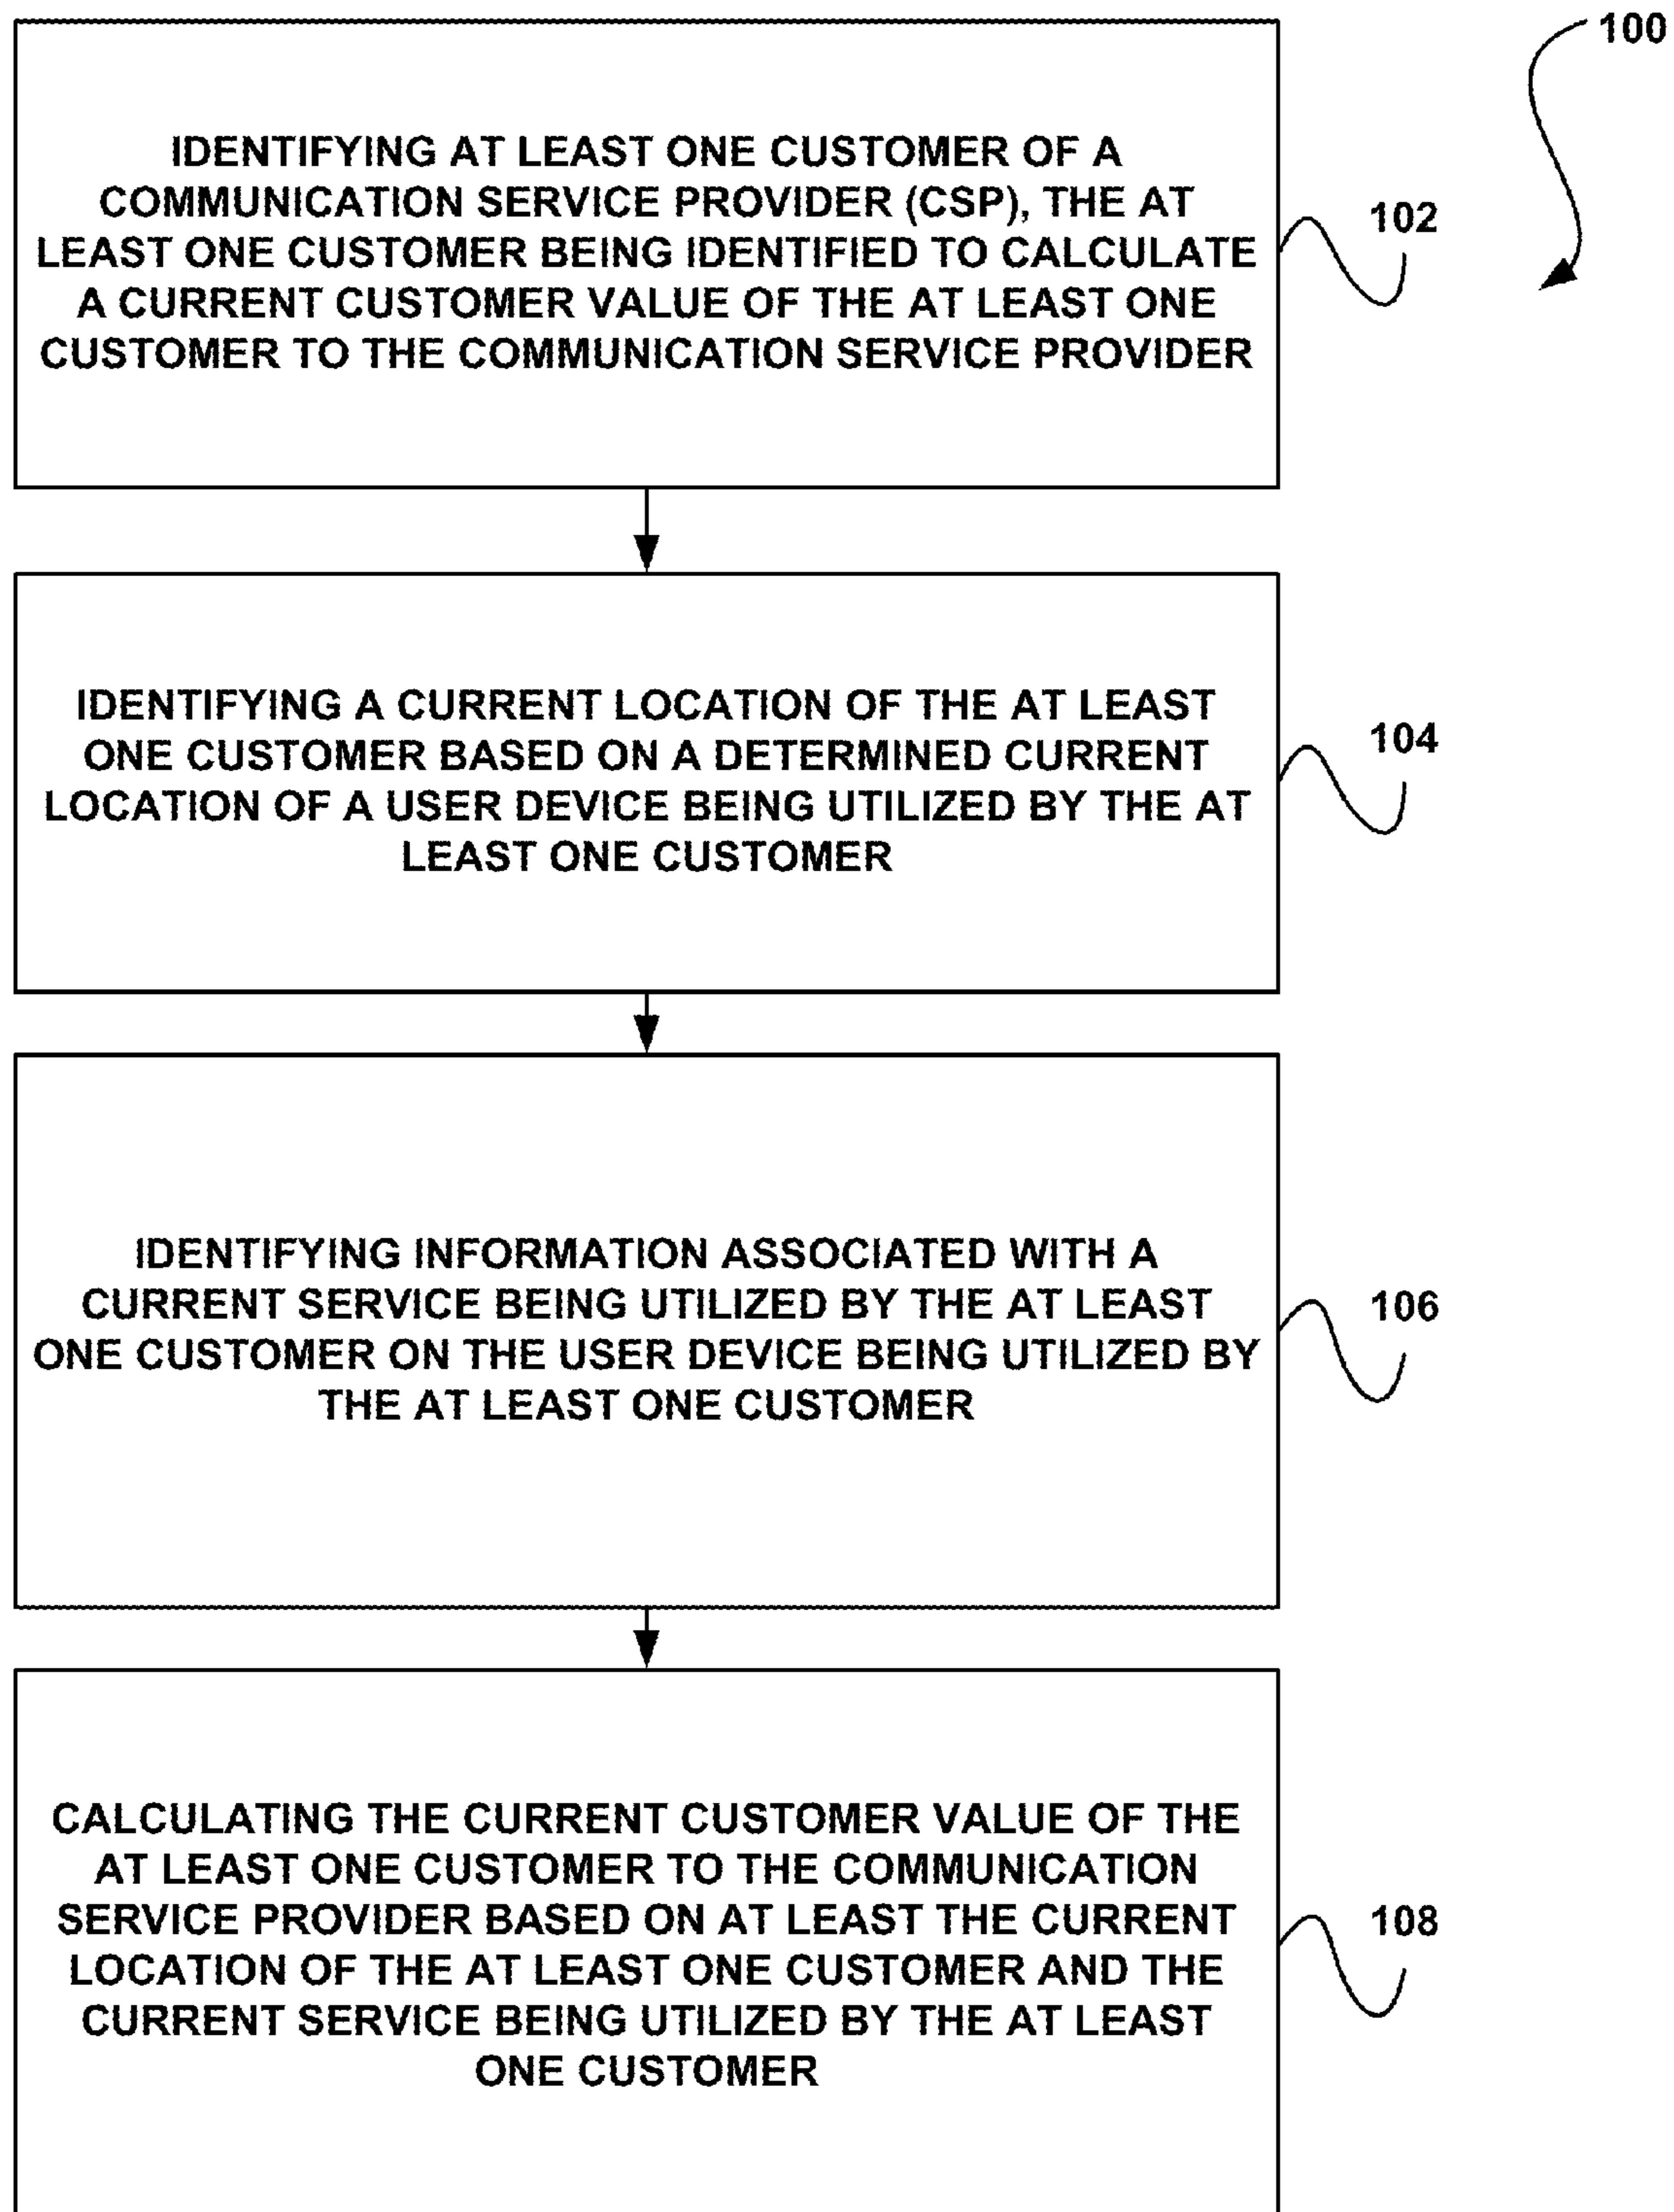 100
IDENTIFYING AT LEAST ONE CUSTOMER OF A
COMMUNICATION SERVICE PROVIDER (CSP), THE AT
LEAST ONE CUSTOMER BEING IDENTIFIED TO CALCULATE
A CURRENT CUSTOMER VALUE OF THE AT LEAST ONE
CUSTOMER TO THE COMMUNICATION SERVICE PROVIDER
102
IDENTIFYING A CURRENT LOCATION OF THE AT LEAST
ONE CUSTOMER BASED ON A DETERMINED CURRENT
LOCATION OF A USER DEVICE BEING UTILIZED BY THE AT
LEAST ONE CUSTOMER
104
IDENTIFYING INFORMATION ASSOCIATED WITH A
CURRENT SERVICE BEING UTILIZED BY THE AT LEAST
ONE CUSTOMER ON THE USER DEVICE BEING UTILIZED BY
THE AT LEAST ONE CUSTOMER
106
CALCULATING THE CURRENT CUSTOMER VALUE OF THE
AT LEAST ONE CUSTOMER TO THE COMMUNICATION
SERVICE PROVIDER BASED ON AT LEAST THE CURRENT
LOCATION OF THE AT LEAST ONE CUSTOMER AND THE
CURRENT SERVICE BEING UTILIZED BY THE AT LEAST
ONE CUSTOMER
108